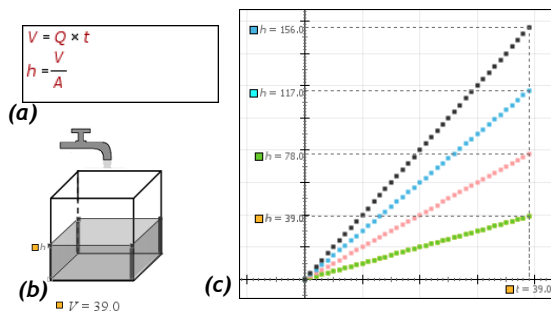 V = Q × t
h = V/A
(a)
h
(b)
V = 39.0
h = 156.0
h = 117.0
h = 78.0
h = 39.0
(c)
t = 39.0